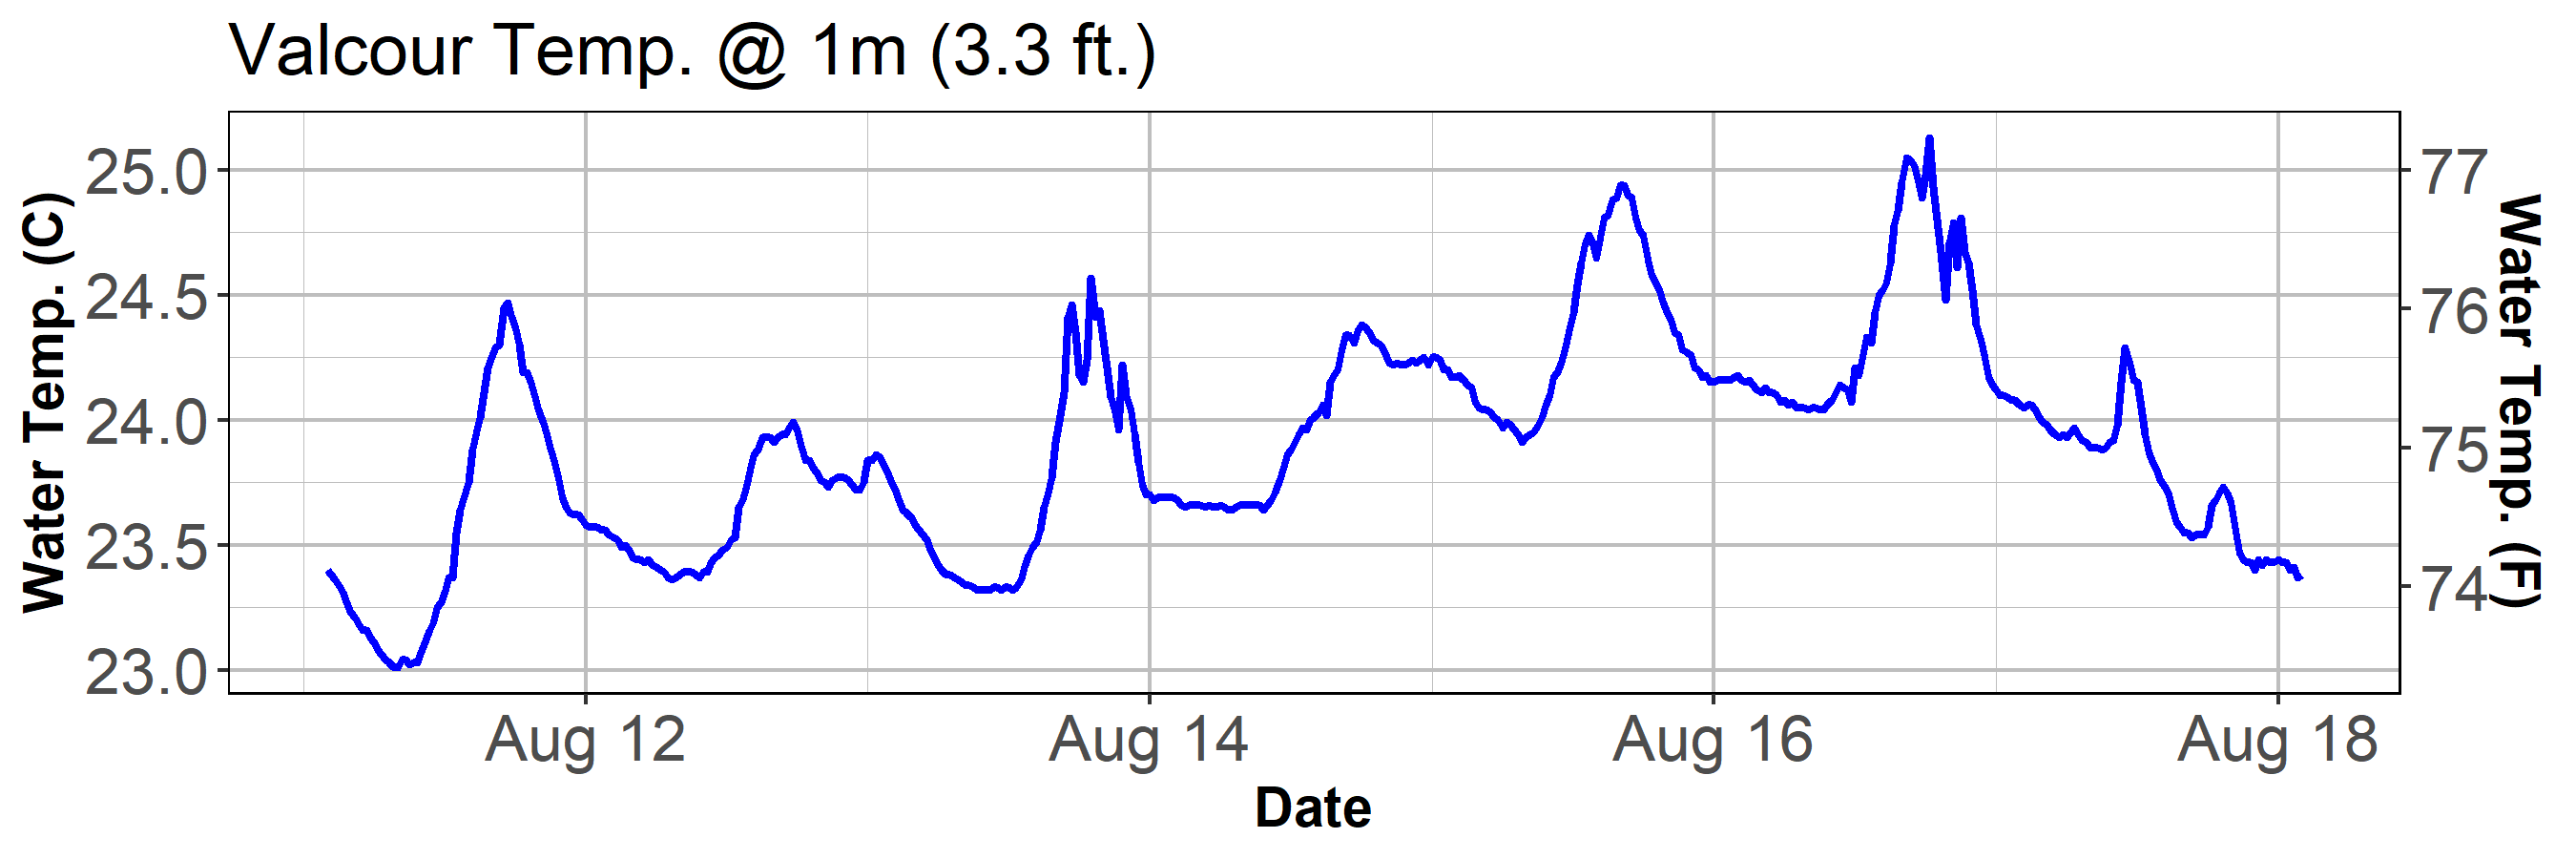 Valcour Temp. @ 1m (3.3 ft.)
Water Temp. (C)
25.0
24.5
24.0
23.5
23.0
77
76
75
74
Water Temp. (F)
Aug 12
Aug 14
Aug 16
Aug 18
Date